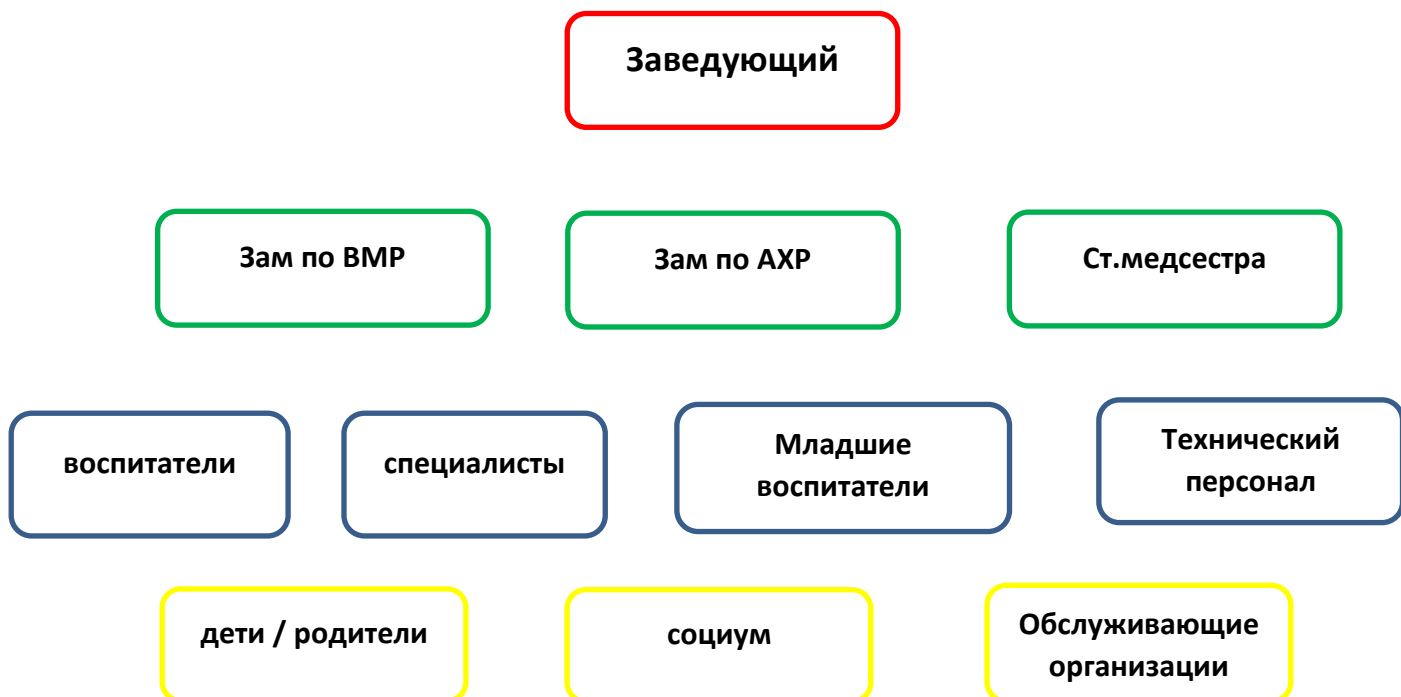 Заведующий
Зам по ВМР
Зам по АХР
Ст.медсестра
воспитатели
специалисты
Младшие
воспитатели
Технический
персонал
дети / родители
социум
Обслуживающие
организации